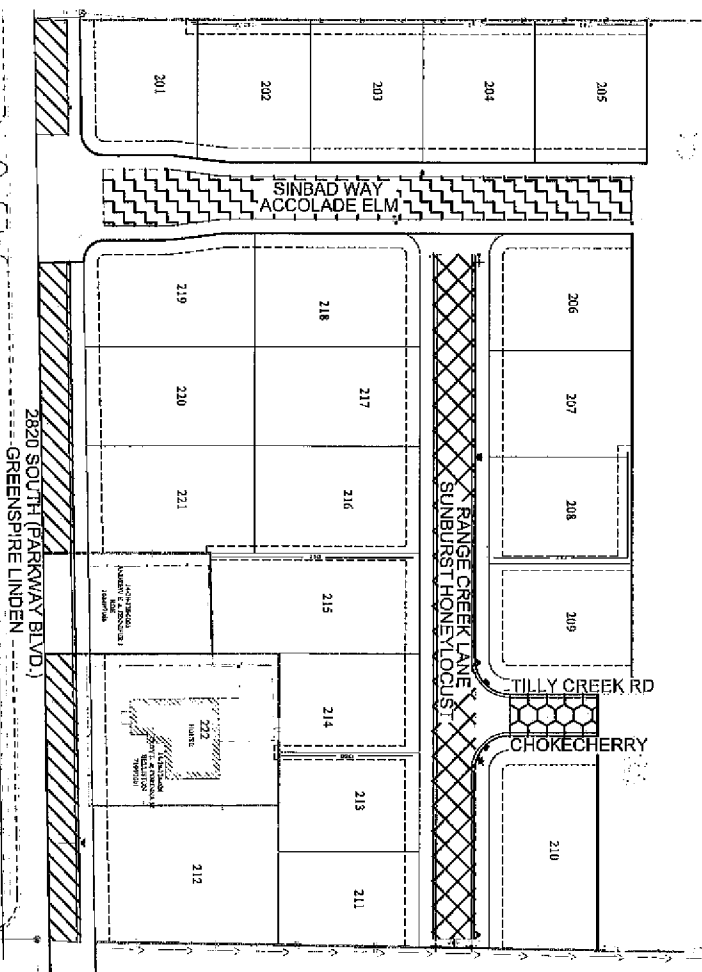 201
202
203
204
205
SINBAD WAY
ACCOLADE ELM
219
218
206
220
217
207
221
216
208
2820 SOUTH (PARKWAY BLVD.)
GREENSPIRE LINDEN
RANGE CREEK LANE
SUNBURST HONEYLOCUST
215
209
TILLY CREEK RD
CHOKECHERRY
222
HOUSE
214
213
210
212
211